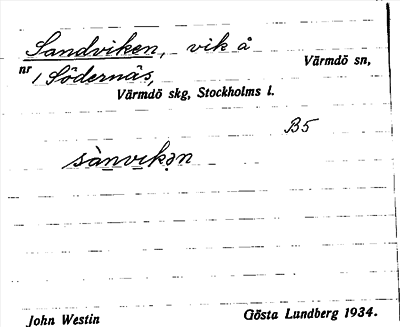 Sandviken, vik å Värmdö sn,
nr 1 Södernäs,
Värmdö skg, Stockholms l.
B5
sànvikən
John Westin Gösta Lundberg 1934.